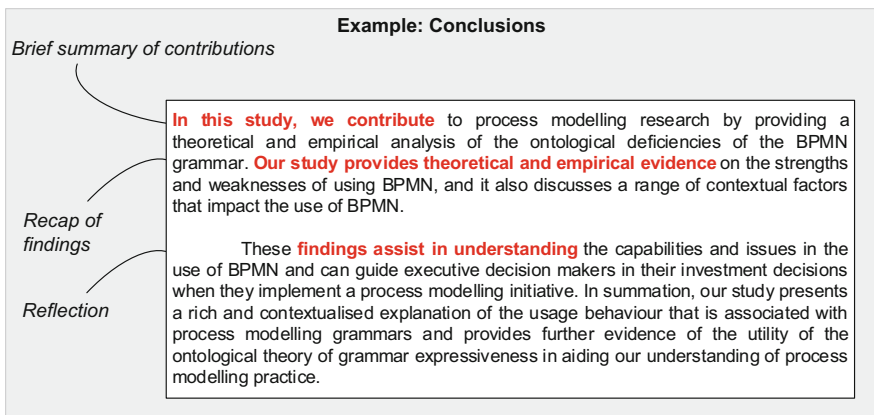 Example: Conclusions
Brief summary of contributions
In this study, we contribute to process modelling research by providing a
theoretical and empirical analysis of the ontological deficiencies of the BPMN
grammar. Our study provides theoretical and empirical evidence on the strengths
and weaknesses of using BPMN, and it also discusses a range of contextual factors
that impact the use of BPMN.
Recap of
findings
These findings assist in understanding the capabilities and issues in the
use of BPMN and can guide executive decision makers in their investment decisions
when they implement a process modelling initiative. In summation, our study presents
a rich and contextualised explanation of the usage behaviour that is associated with
process modelling grammars and provides further evidence of the utility of the
ontological theory of grammar expressiveness in aiding our understanding of process
modelling practice.
Reflection